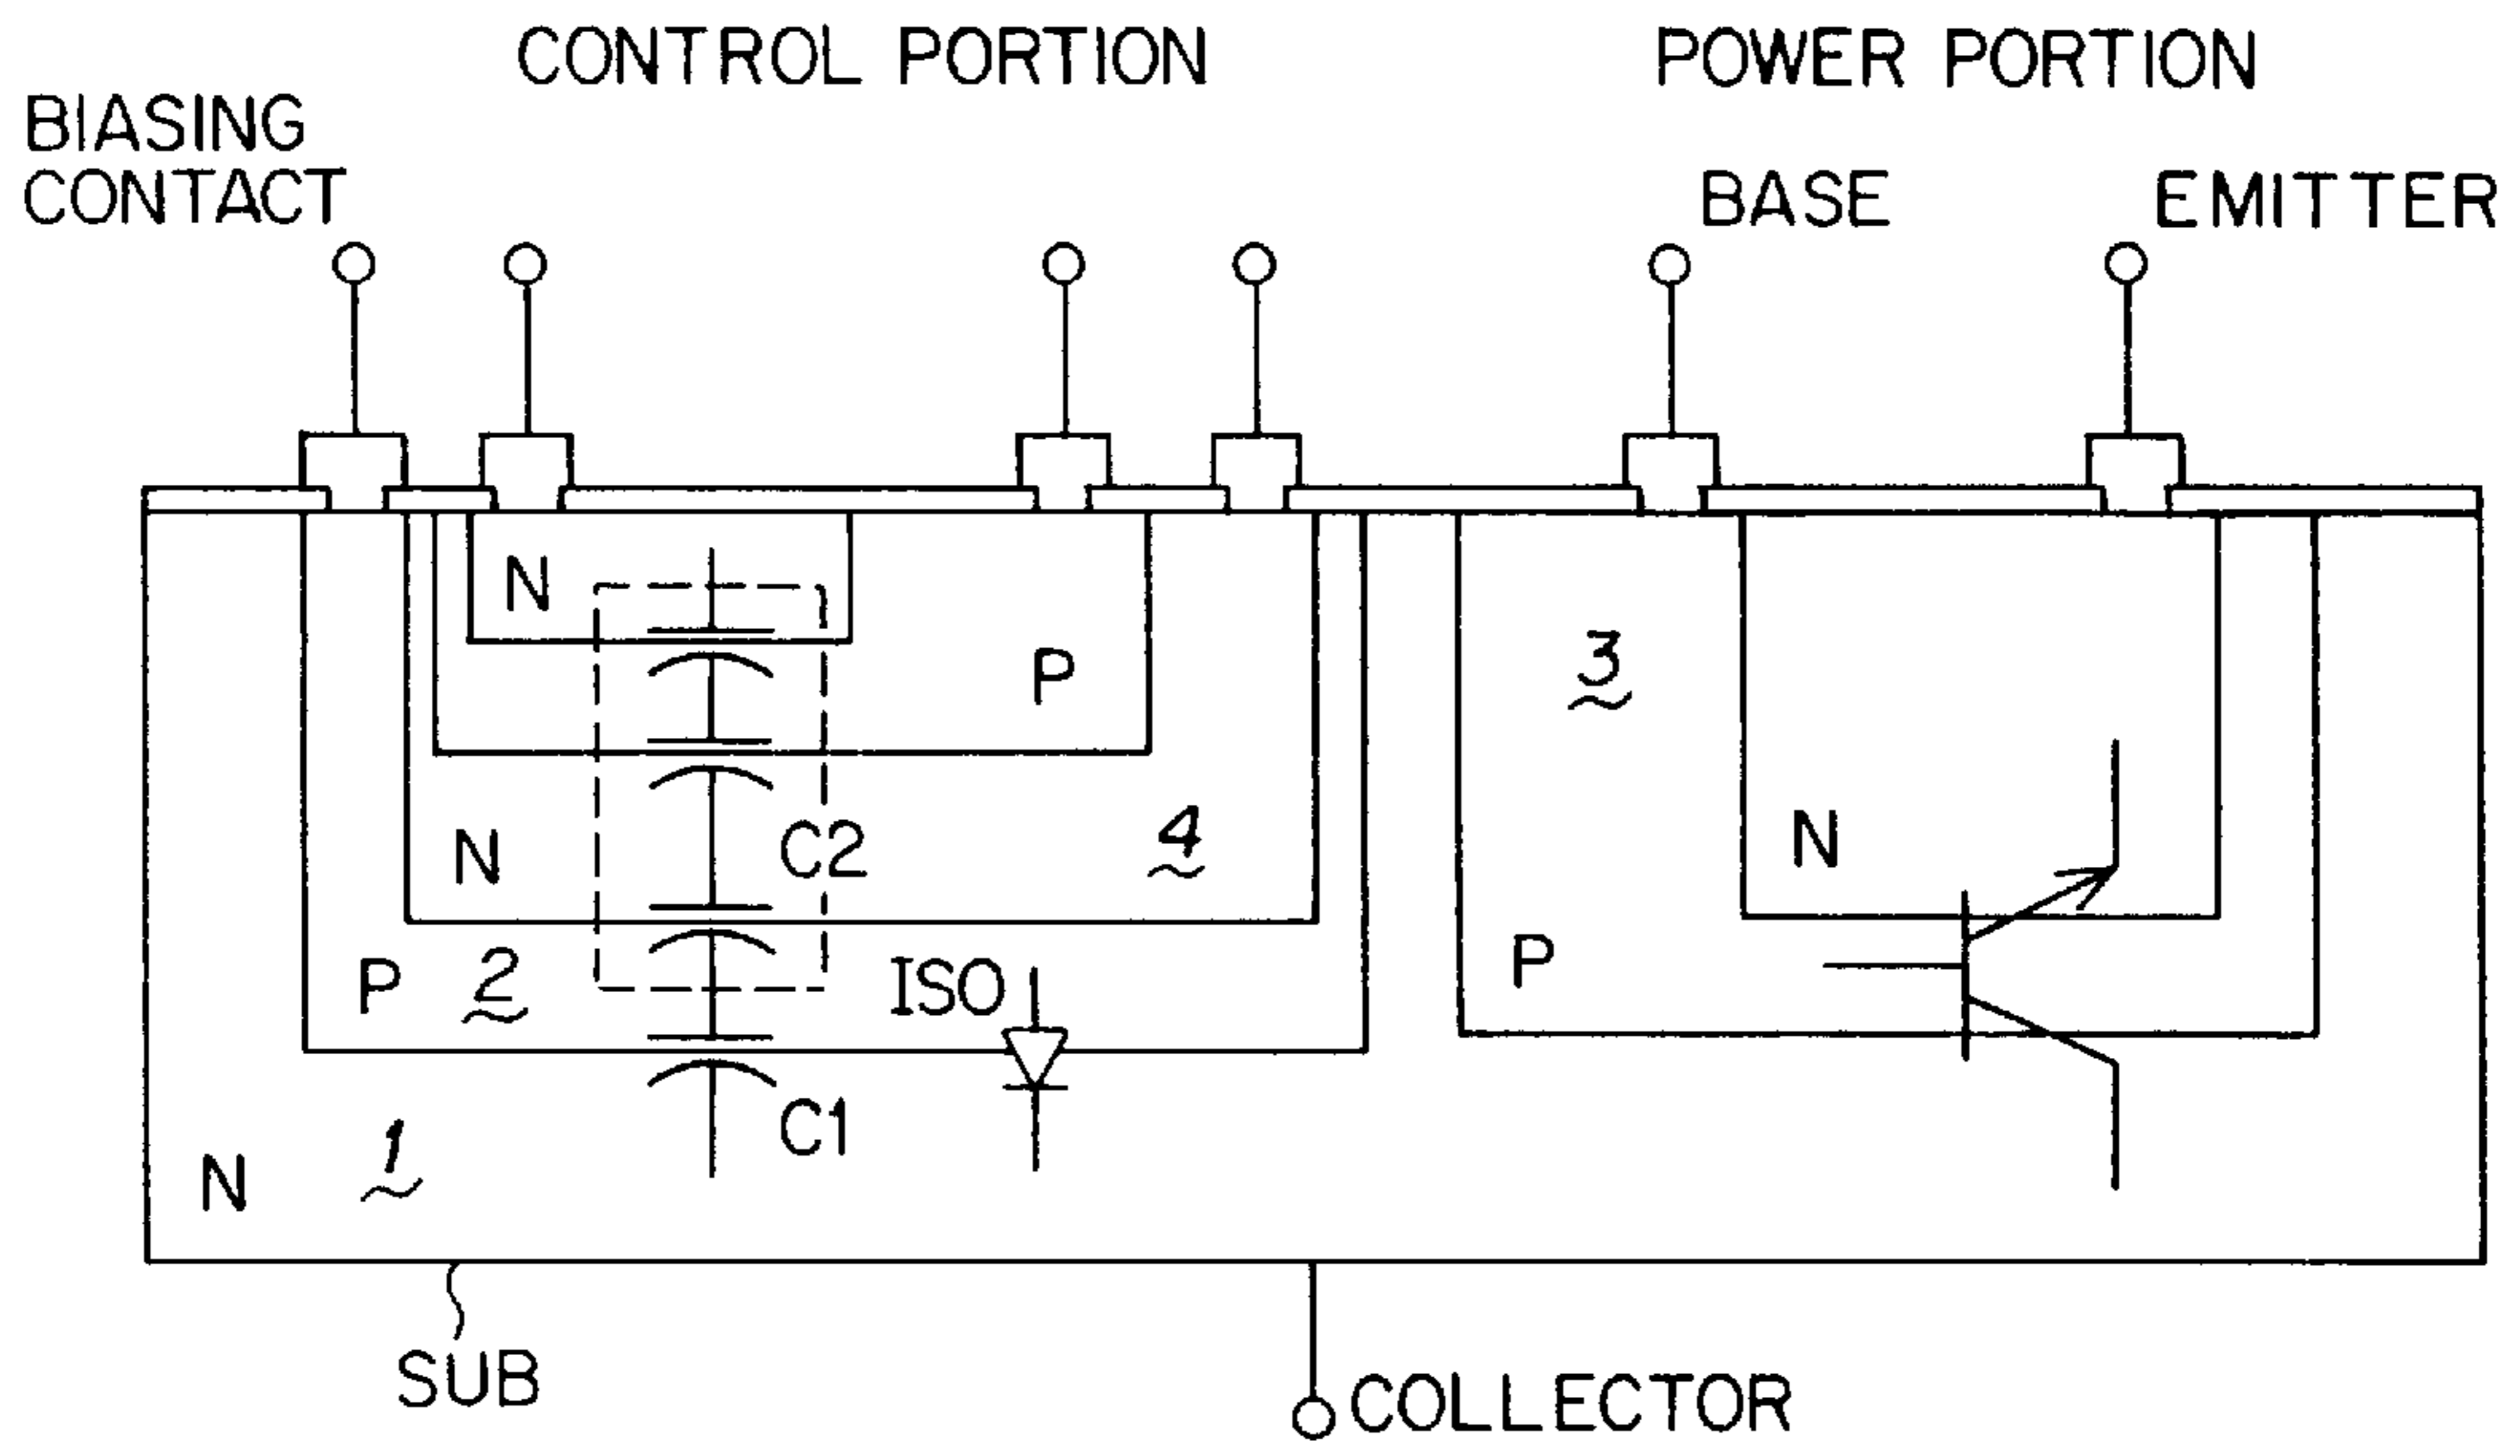 CONTROL PORTION
POWER PORTION
BIASING
CONTACT
BASE
EMITTER
N
P
3
N
C2
4
N
P
2
ISO
P
N
1
C1
SUB
COLLECTOR